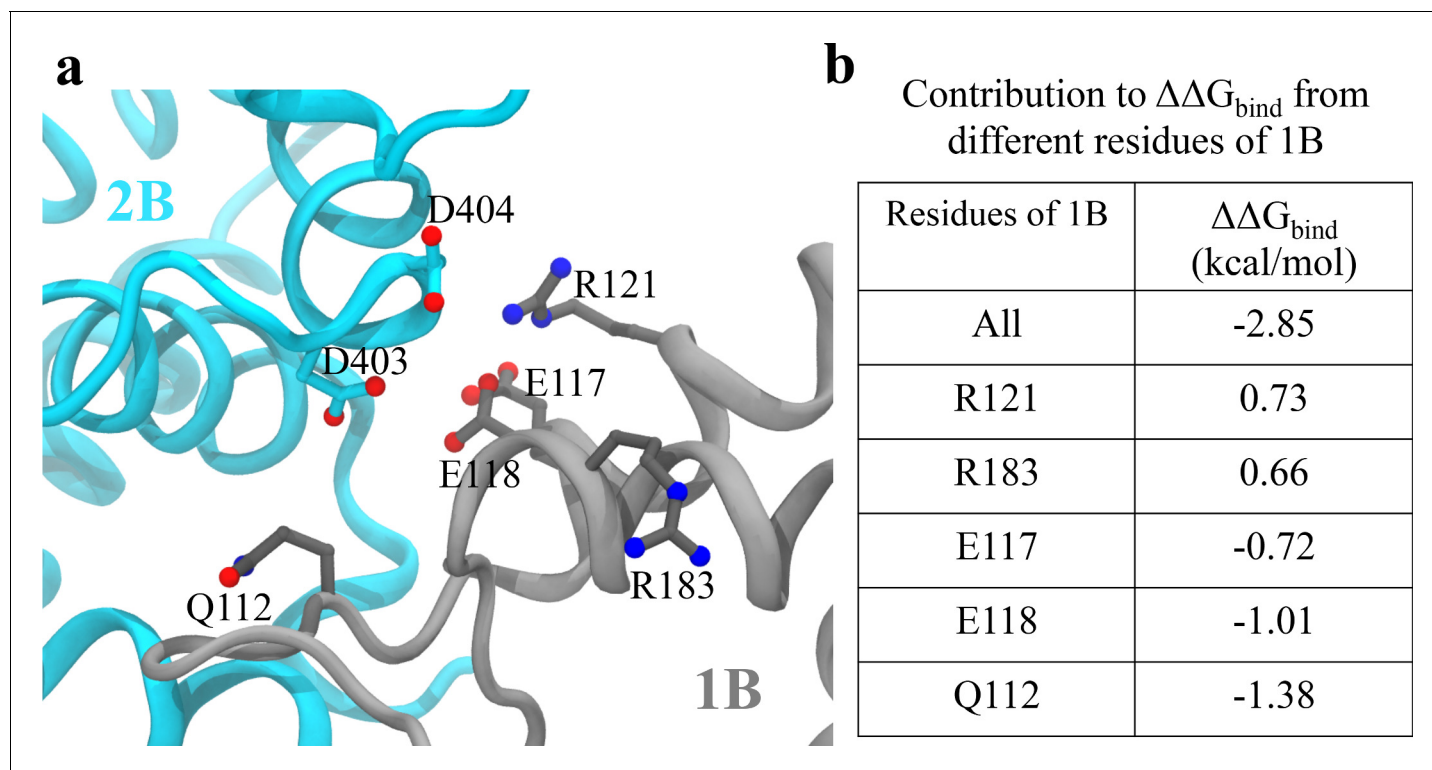 a
2B
D404
R121
D403
E117
E118
Q112
R183
1B
b
Contribution to ΔΔGbind from
different residues of 1B
Residues of 1B ΔΔGbind
(kcal/mol)
All -2.85
R121 0.73
R183 0.66
E117 -0.72
E118 -1.01
Q112 -1.38